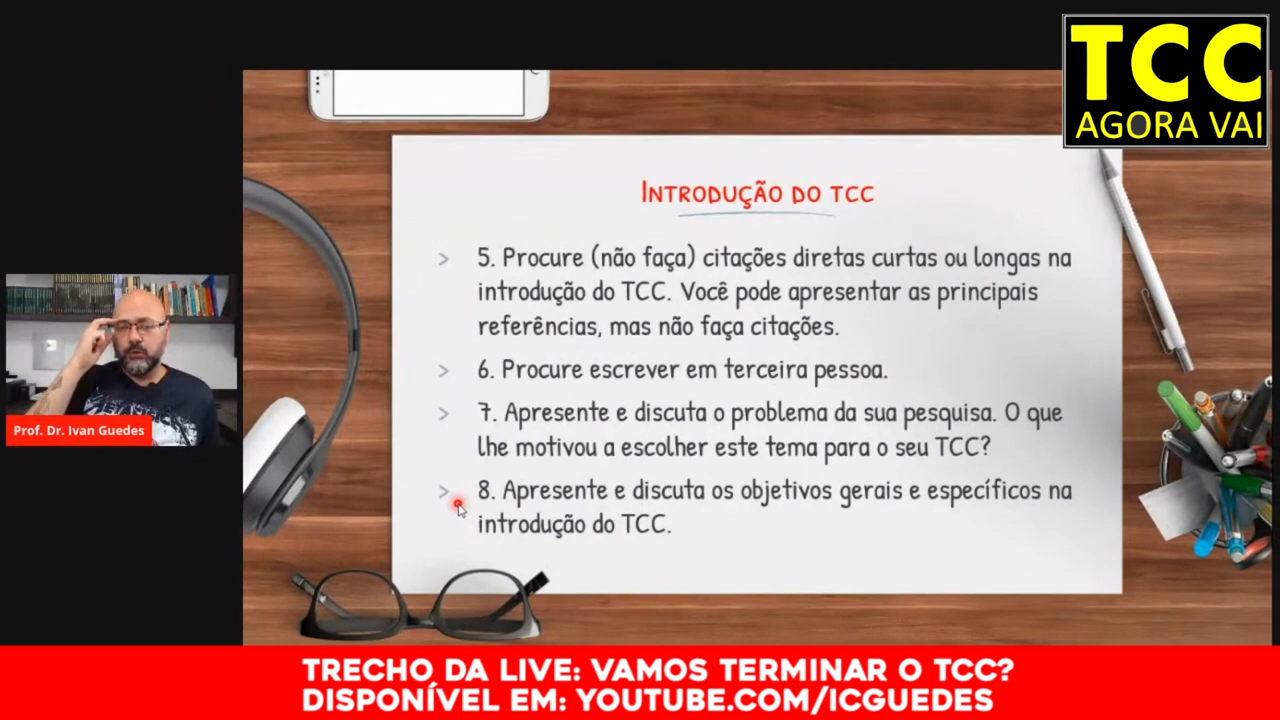 TCC
AGORA VAI
INTRODUÇÃO DO TCC
> 5. Procure (não faça) citações diretas curtas ou longas na
introdução do TCC. Você pode apresentar as principais
referências, mas não faça citações.
> 6. Procure escrever em terceira pessoa.
> 7. Apresente e discuta o problema da sua pesquisa. O que
lhe motivou a escolher este tema para o seu TCC?
> 8. Apresente e discuta os objetivos gerais e específicos na
introdução do TCC.
Prof. Dr. Ivan Guedes
TRECHO DA LIVE: VAMOS TERMINAR O TCC?
DISPONÍVEL EM: YOUTUBE.COM/ICGUEDES